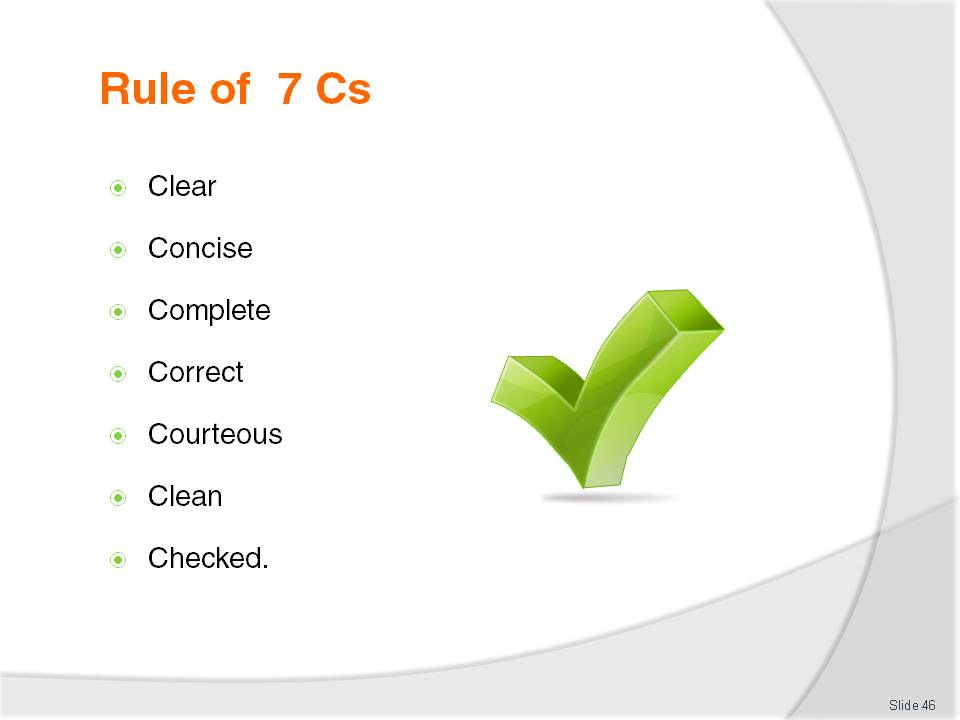 Rule of  7 Cs
Clear
Concise
Complete
Correct
Courteous
Clean
Checked.
Slide 46